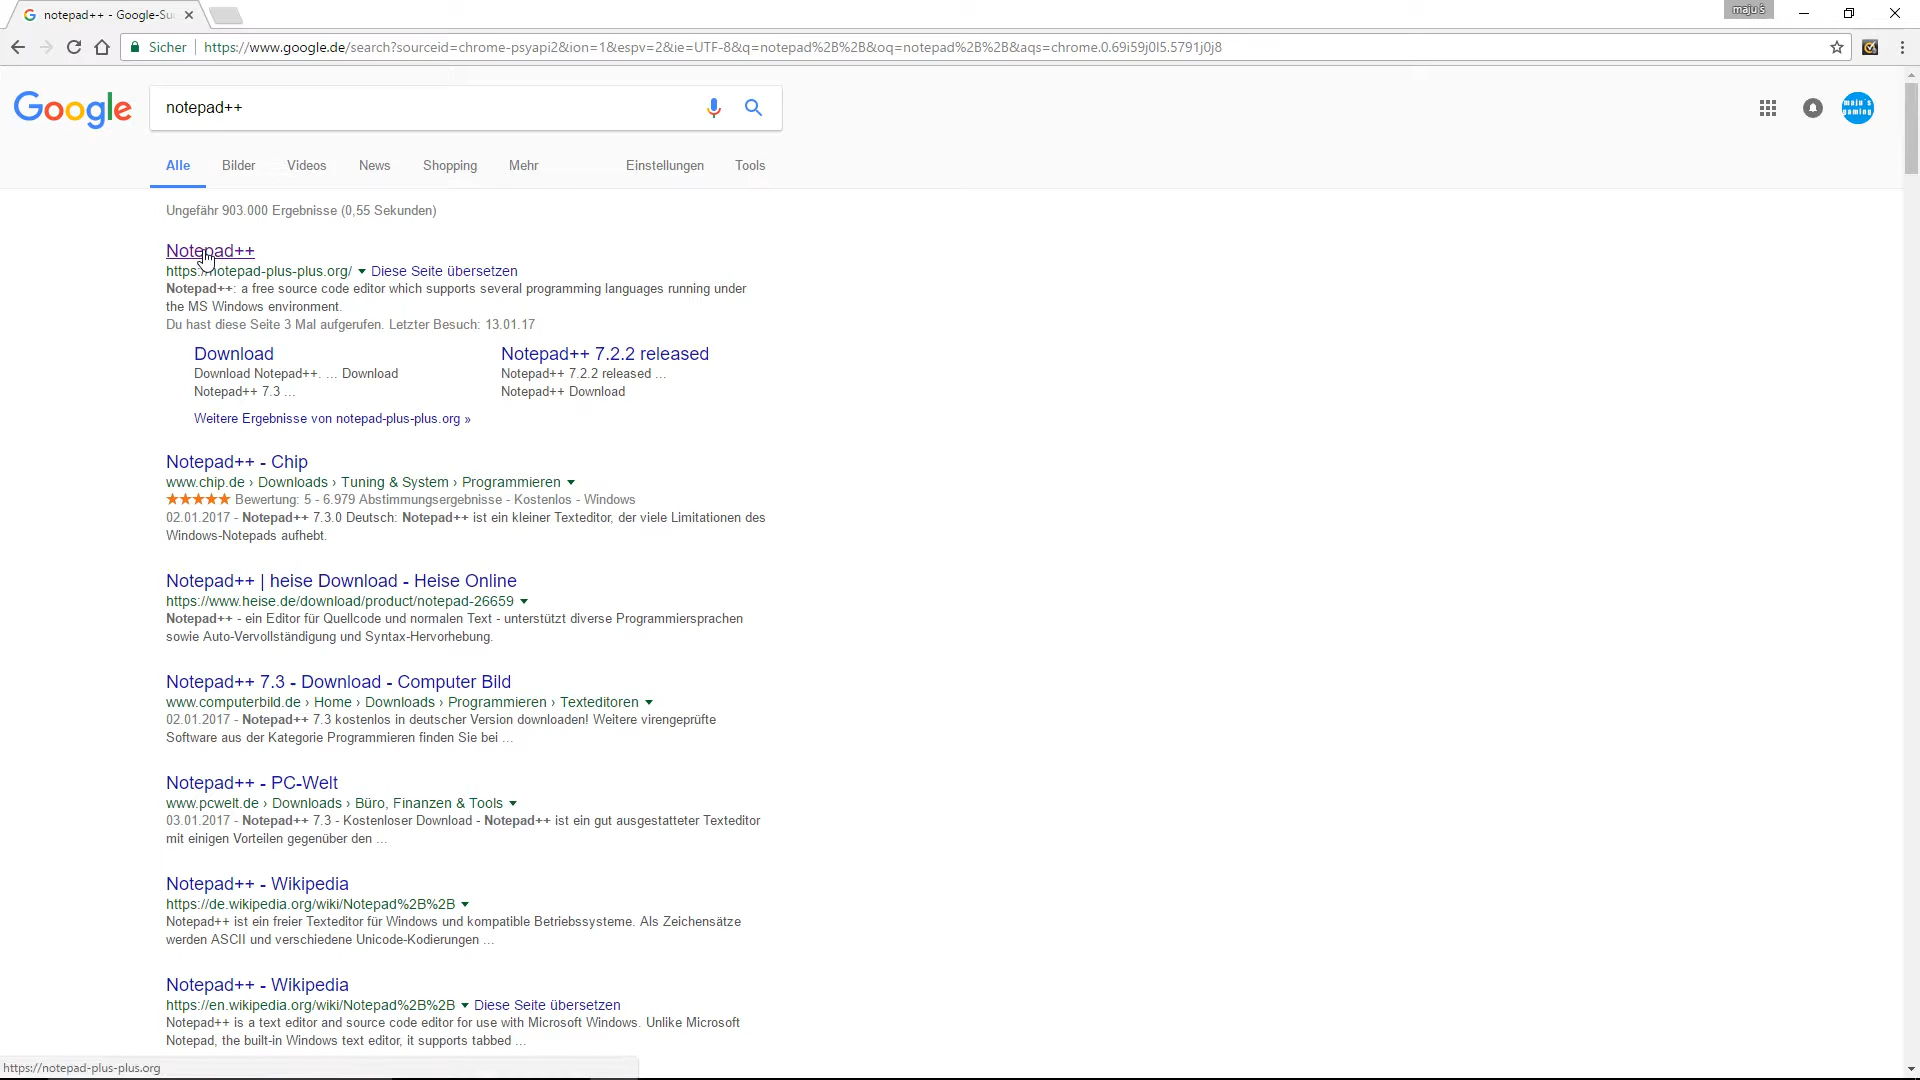 notepad++ - Google-Su
maju's
Sicher https://www.google.de/search?sourceid=chrome-psyapi2&ion=1&espv=2&ie=UTF-8&q=notepad%2B%2B&oq=notepad%2B%2B&aqs=chrome.0.69i59j0l5.5791j0j8
Google
notepad++
maju's
gaming
Alle Bilder Videos News Shopping Mehr Einstellungen Tools
Ungefähr 903.000 Ergebnisse (0,55 Sekunden)
Notepad++
https://notepad-plus-plus.org/ Diese Seite übersetzen
Notepad++: a free source code editor which supports several programming languages running under
the MS Windows environment.
Du hast diese Seite 3 Mal aufgerufen. Letzter Besuch: 13.01.17
Download
Download Notepad++. ... Download
Notepad++ 7.3 ...
Notepad++ 7.2.2 released
Notepad++ 7.2.2 released ...
Notepad++ Download
Weitere Ergebnisse von notepad-plus-plus.org »
Notepad++ - Chip
www.chip.de › Downloads › Tuning & System › Programmieren
★★★★★ Bewertung: 5 - 6.979 Abstimmungsergebnisse - Kostenlos - Windows
02.01.2017 - Notepad++ 7.3.0 Deutsch: Notepad++ ist ein kleiner Texteditor, der viele Limitationen des
Windows-Notepads aufhebt.
Notepad++ | heise Download - Heise Online
https://www.heise.de/download/product/notepad-26659
Notepad++ - ein Editor für Quellcode und normalen Text - unterstützt diverse Programmiersprachen
sowie Auto-Vervollständigung und Syntax-Hervorhebung.
Notepad++ 7.3 - Download - Computer Bild
www.computerbild.de › Home › Downloads › Programmieren › Texteditoren
02.01.2017 - Notepad++ 7.3 kostenlos in deutscher Version downloaden! Weitere virengeprüfte
Software aus der Kategorie Programmieren finden Sie bei ...
Notepad++ - PC-Welt
www.pcwelt.de › Downloads › Büro, Finanzen & Tools
03.01.2017 - Notepad++ 7.3 - Kostenloser Download - Notepad++ ist ein gut ausgestatteter Texteditor
mit einigen Vorteilen gegenüber den ...
Notepad++ - Wikipedia
https://de.wikipedia.org/wiki/Notepad%2B%2B
Notepad++ ist ein freier Texteditor für Windows und kompatible Betriebssysteme. Als Zeichensätze
werden ASCII und verschiedene Unicode-Kodierungen ...
Notepad++ - Wikipedia
https://en.wikipedia.org/wiki/Notepad%2B%2B Diese Seite übersetzen
Notepad++ is a text editor and source code editor for use with Microsoft Windows. Unlike Microsoft
Notepad, the built-in Windows text editor, it supports tabbed ...
https://notepad-plus-plus.org